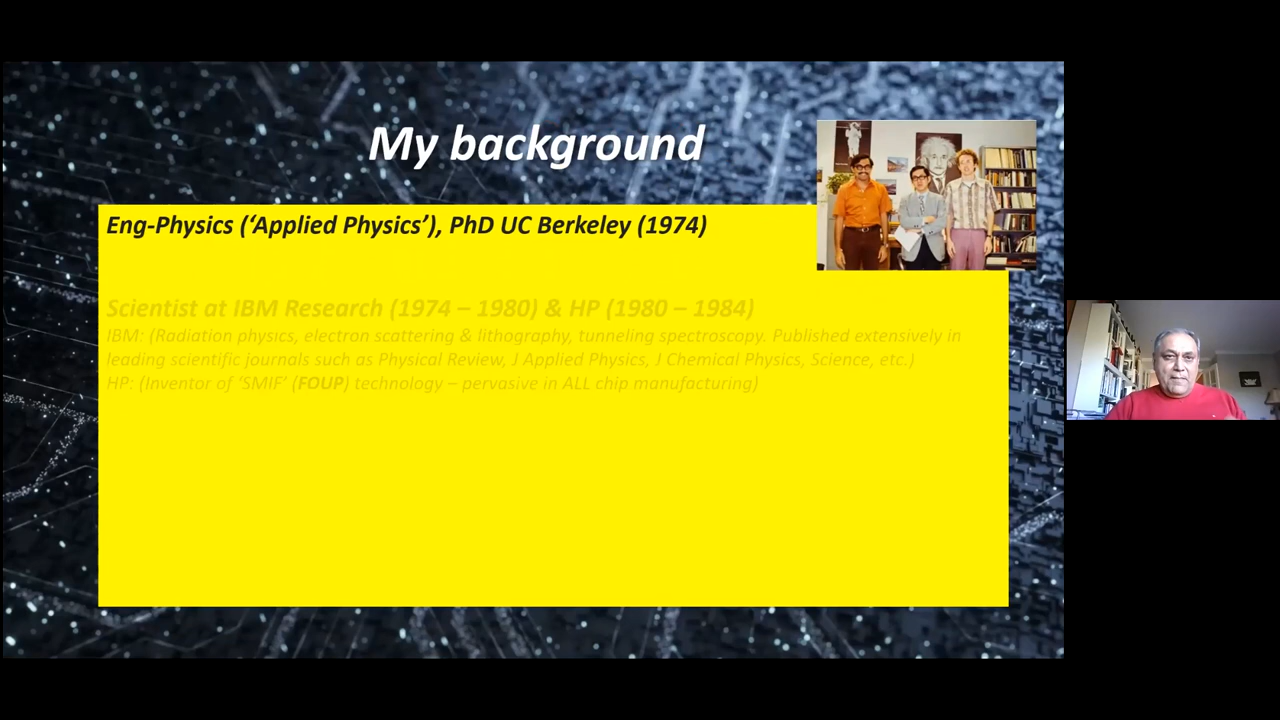 My background
Eng-Physics (‘Applied Physics’), PhD UC Berkeley (1974)
Scientist at IBM Research (1974 – 1980) & HP (1980 – 1984)
IBM: (Radiation physics, electron scattering & lithography, tunneling spectroscopy. Published extensively in
leading scientific journals such as Physical Review, J Applied Physics, J Chemical Physics, Science, etc.)
HP: (Inventor of ‘SMIF’ (FOUP) technology – pervasive in ALL chip manufacturing)